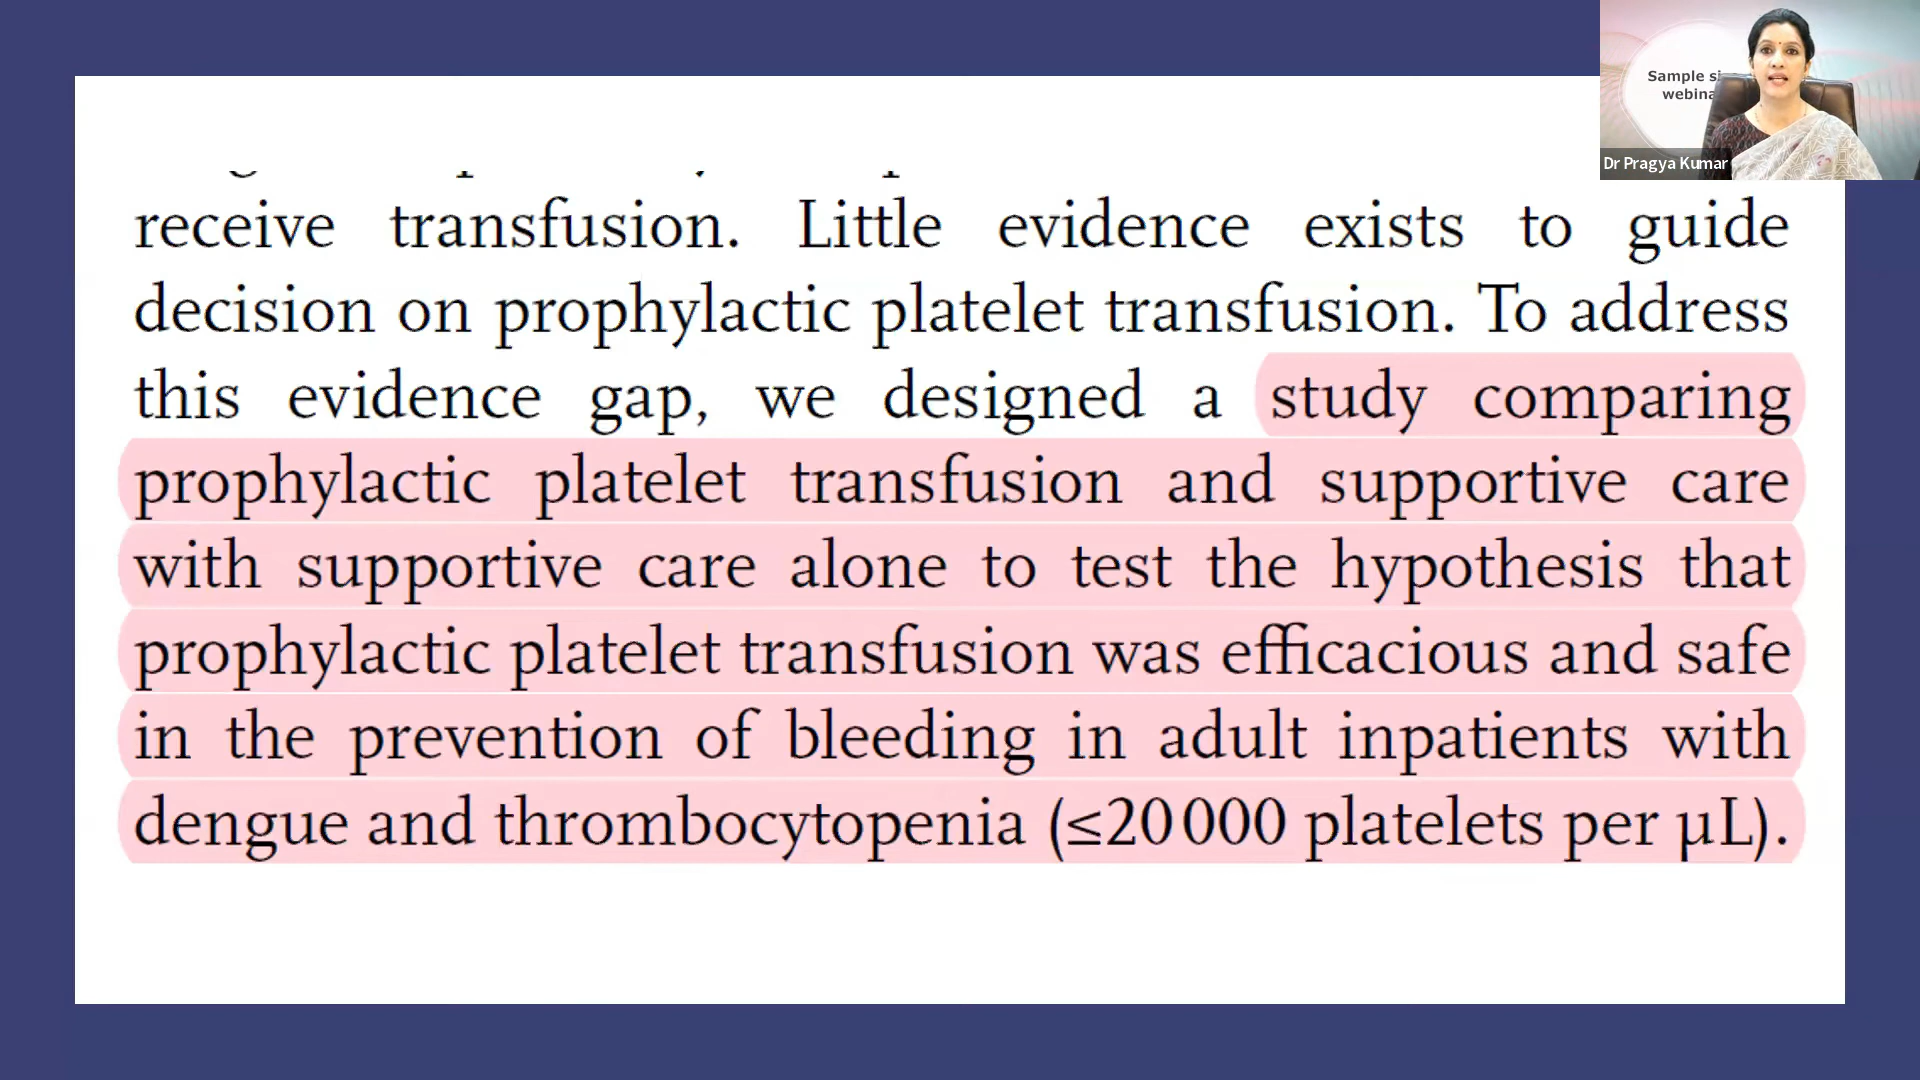 Sample si
webina
Dr Pragya Kumar
receive transfusion. Little evidence exists to guide
decision on prophylactic platelet transfusion. To address
this evidence gap, we designed a study comparing
prophylactic platelet transfusion and supportive care
with supportive care alone to test the hypothesis that
prophylactic platelet transfusion was efficacious and safe
in the prevention of bleeding in adult inpatients with
dengue and thrombocytopenia (≤20 000 platelets per µL).